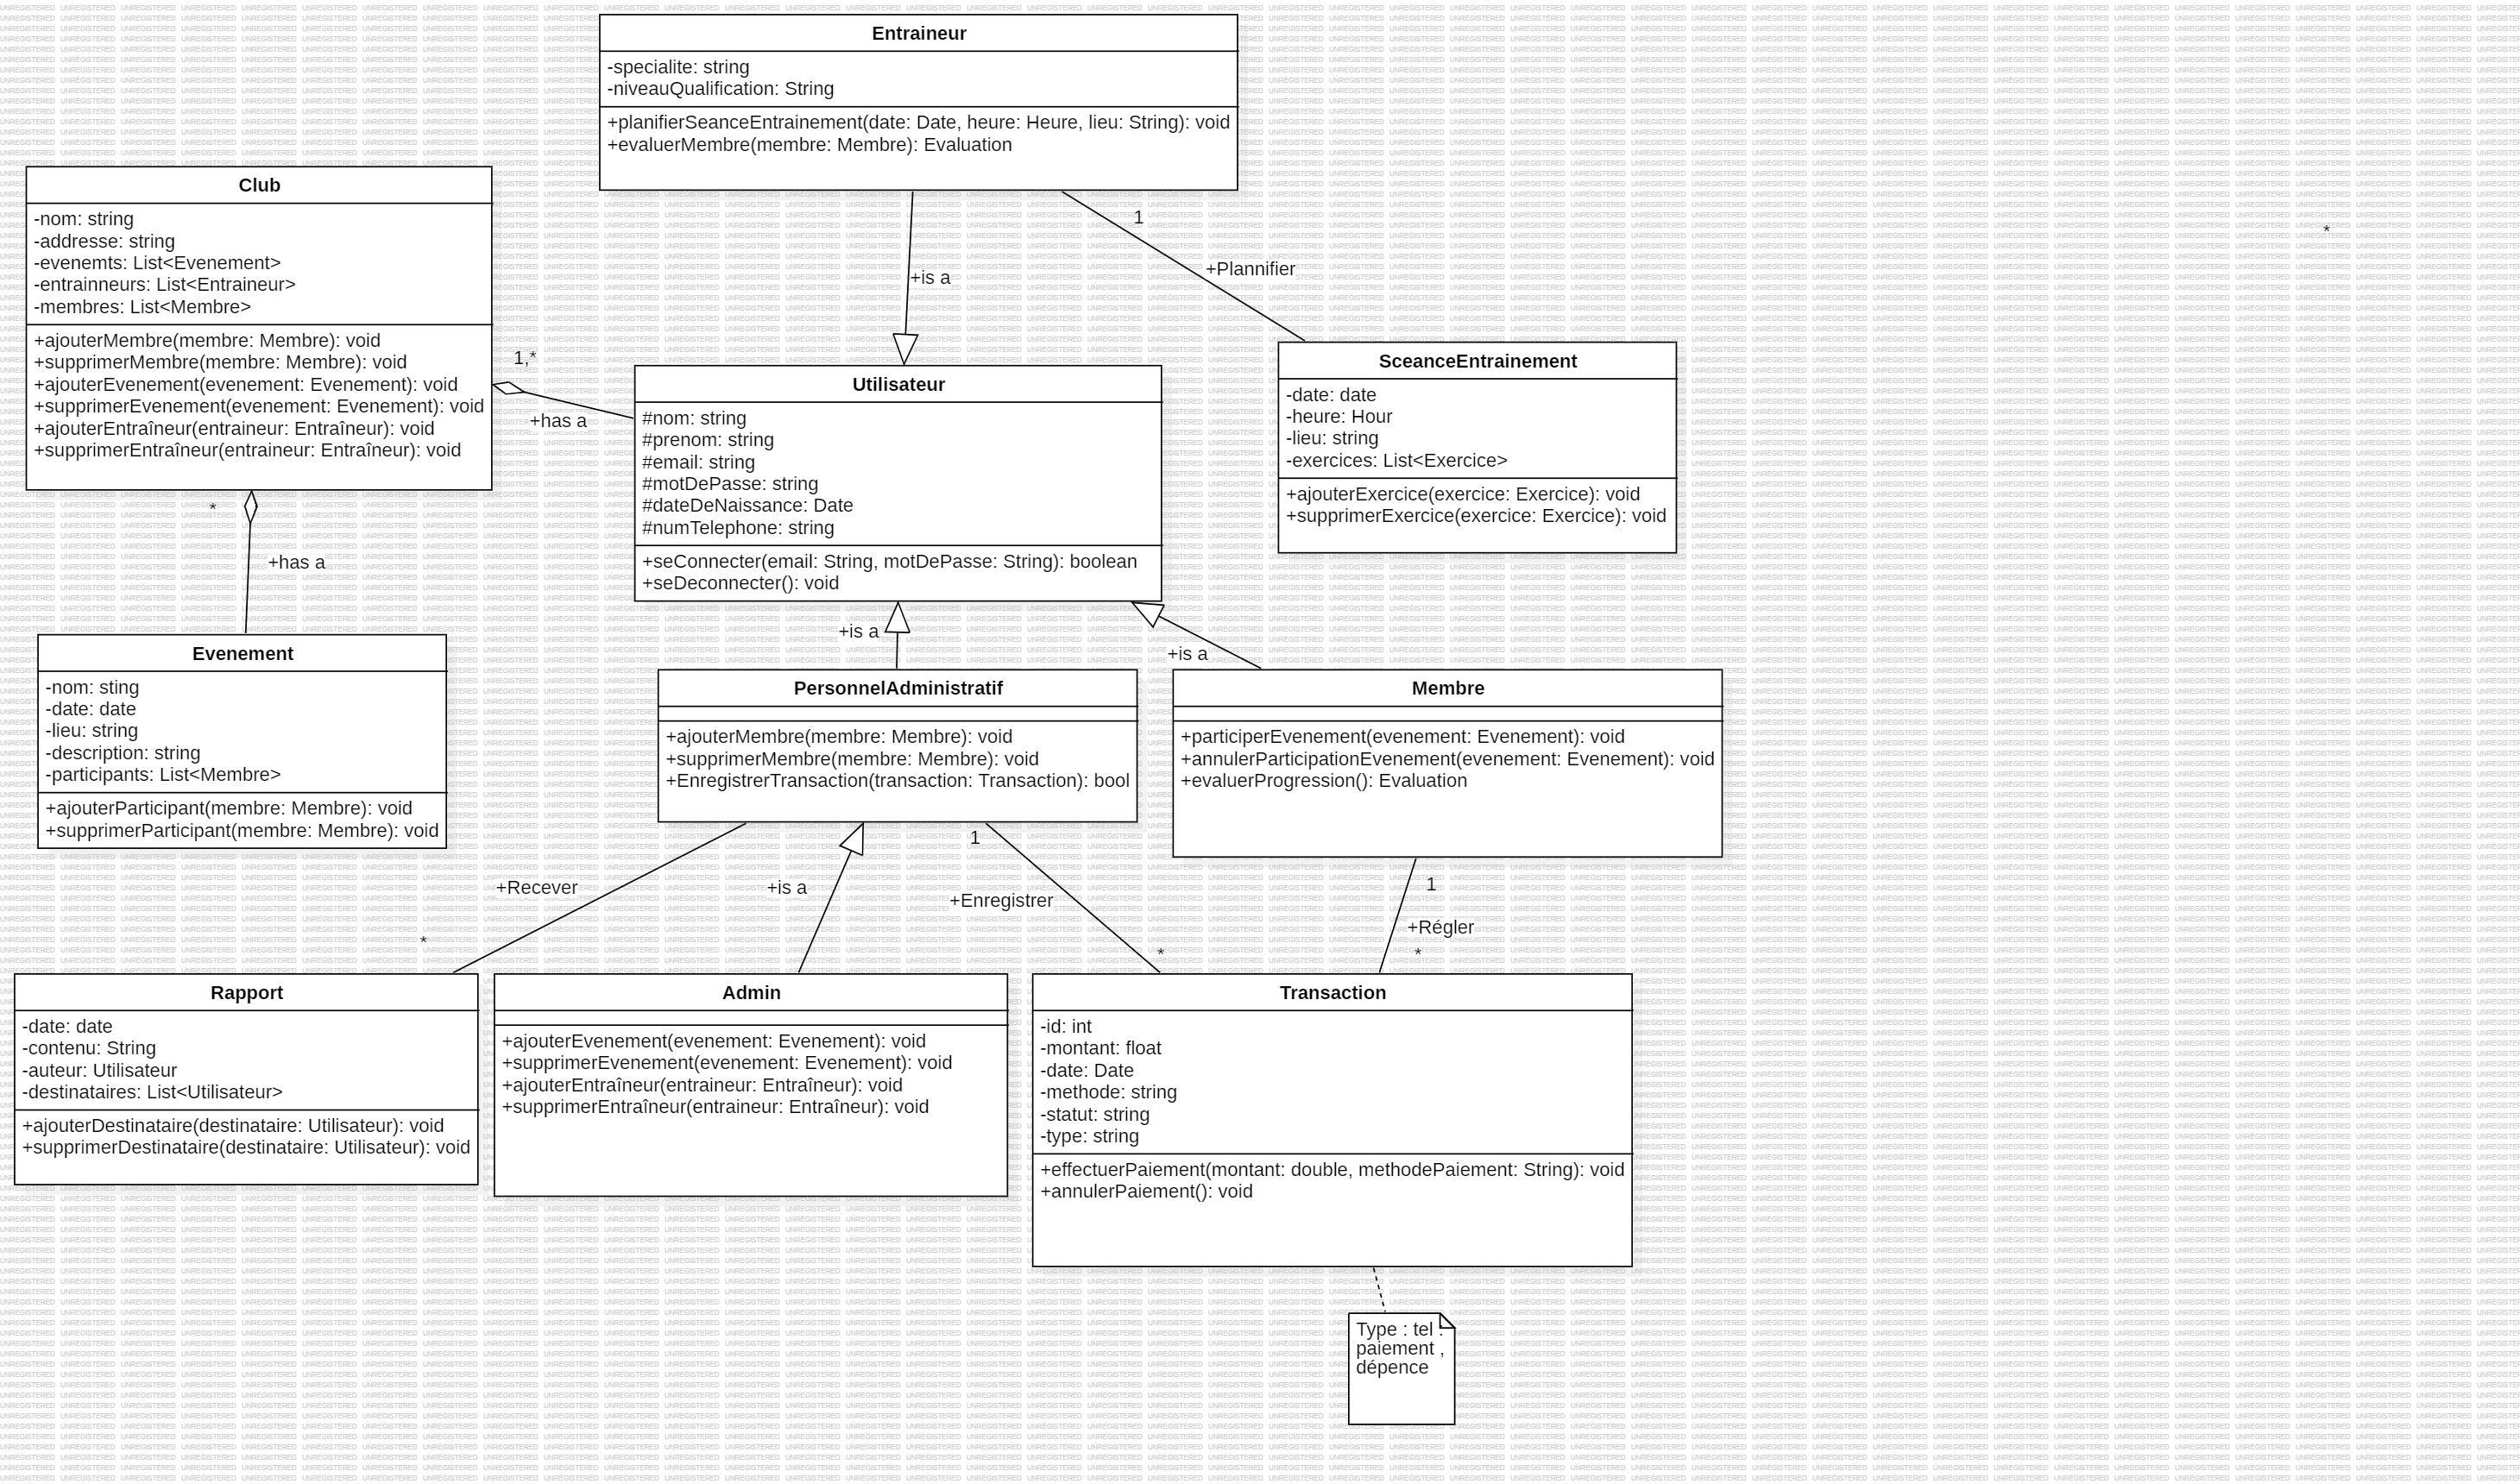 Entraineur
-specialite: string
-niveauQualification: String
+planifierSeanceEntrainement(date: Date, heure: Heure, lieu: String): void
+evaluerMembre(membre: Membre): Evaluation
1
+Plannifier
+is a
*
Club
-nom: string
-addresse: string
-evenemts: List<Evenement>
-entrainneurs: List<Entraineur>
-membres: List<Membre>
+ajouterMembre(membre: Membre): void
+supprimerMembre(membre: Membre): void
+ajouterEvenement(evenement: Evenement): void
+supprimerEvenement(evenement: Evenement): void
+ajouterEntraîneur(entraineur: Entraîneur): void
+supprimerEntraîneur(entraineur: Entraîneur): void
1,*
+has a
*
+has a
Utilisateur
#nom: string
#prenom: string
#email: string
#motDePasse: string
#dateDeNaissance: Date
#numTelephone: string
+seConnecter(email: String, motDePasse: String): boolean
+seDeconnecter(): void
SceanceEntrainement
-date: date
-heure: Hour
-lieu: string
-exercices: List<Exercice>
+ajouterExercice(exercice: Exercice): void
+supprimerExercice(exercice: Exercice): void
+is a
+is a
Evenement
-nom: sting
-date: date
-lieu: string
-description: string
-participants: List<Membre>
+ajouterParticipant(membre: Membre): void
+supprimerParticipant(membre: Membre): void
PersonnelAdministratif
+ajouterMembre(membre: Membre): void
+supprimerMembre(membre: Membre): void
+EnregistrerTransaction(transaction: Transaction): bool
Membre
+participerEvenement(evenement: Evenement): void
+annulerParticipationEvenement(evenement: Evenement): void
+evaluerProgression(): Evaluation
+Recever
*
+is a
1
+Enregistrer
*
1
+Régler
*
Rapport
-date: date
-contenu: String
-auteur: Utilisateur
-destinataires: List<Utilisateur>
+ajouterDestinataire(destinataire: Utilisateur): void
+supprimerDestinataire(destinataire: Utilisateur): void
Admin
+ajouterEvenement(evenement: Evenement): void
+supprimerEvenement(evenement: Evenement): void
+ajouterEntraîneur(entraineur: Entraîneur): void
+supprimerEntraîneur(entraineur: Entraîneur): void
Transaction
-id: int
-montant: float
-date: Date
-methode: string
-statut: string
-type: string
+effectuerPaiement(montant: double, methodePaiement: String): void
+annulerPaiement(): void
Type : tel :
paiement ,
dépence
UNREGISTERED